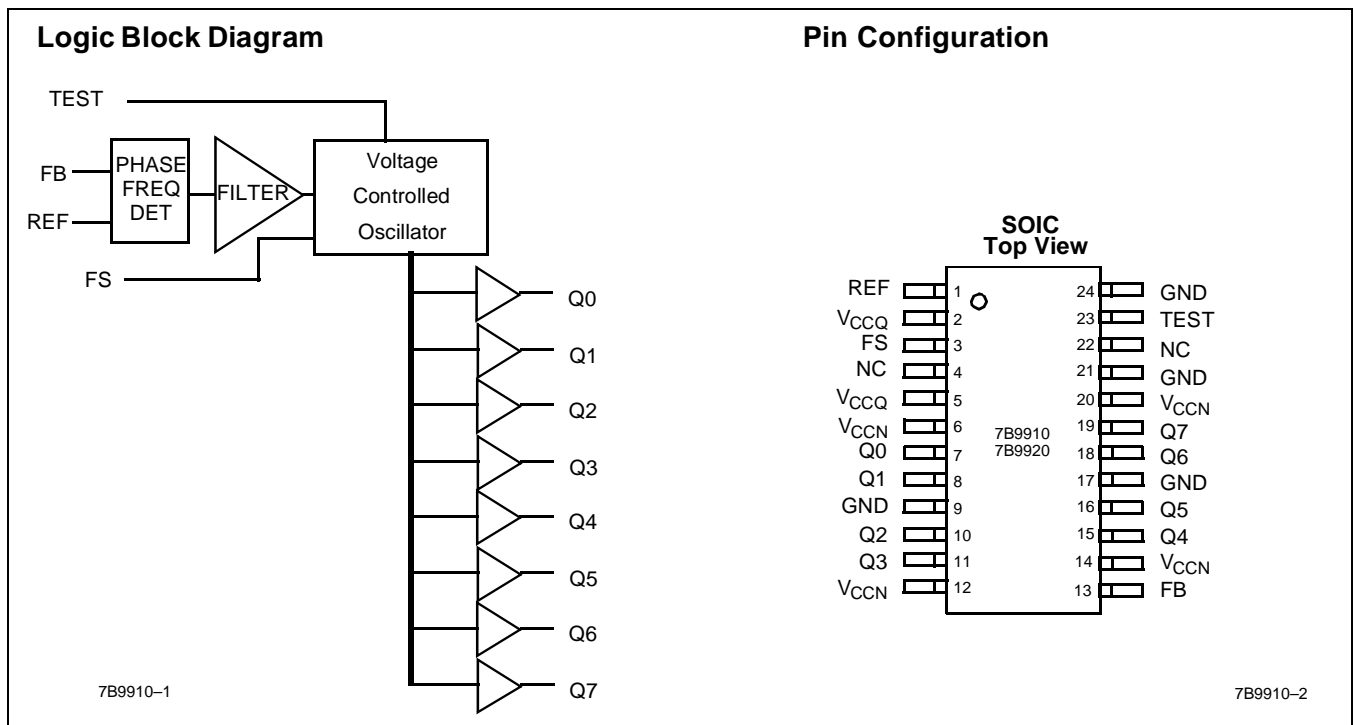 Logic Block Diagram
TEST
FB
REF
PHASE
FREQ
DET
FILTER
Voltage
Controlled
Oscillator
FS
Q0
Q1
Q2
Q3
Q4
Q5
Q6
Q7
7B9910–1
Pin Configuration
SOIC
Top View
REF 1 24 GND
VCCQ 2 23 TEST
FS 3 22 NC
NC 4 21 GND
VCCQ 5 20 VCCN
VCCN 6 19 Q7
Q0 7 18 Q6
Q1 8 17 GND
GND 9 16 Q5
Q2 10 15 Q4
Q3 11 14 VCCN
VCCN 12 13 FB
7B9910
7B9920
7B9910–2